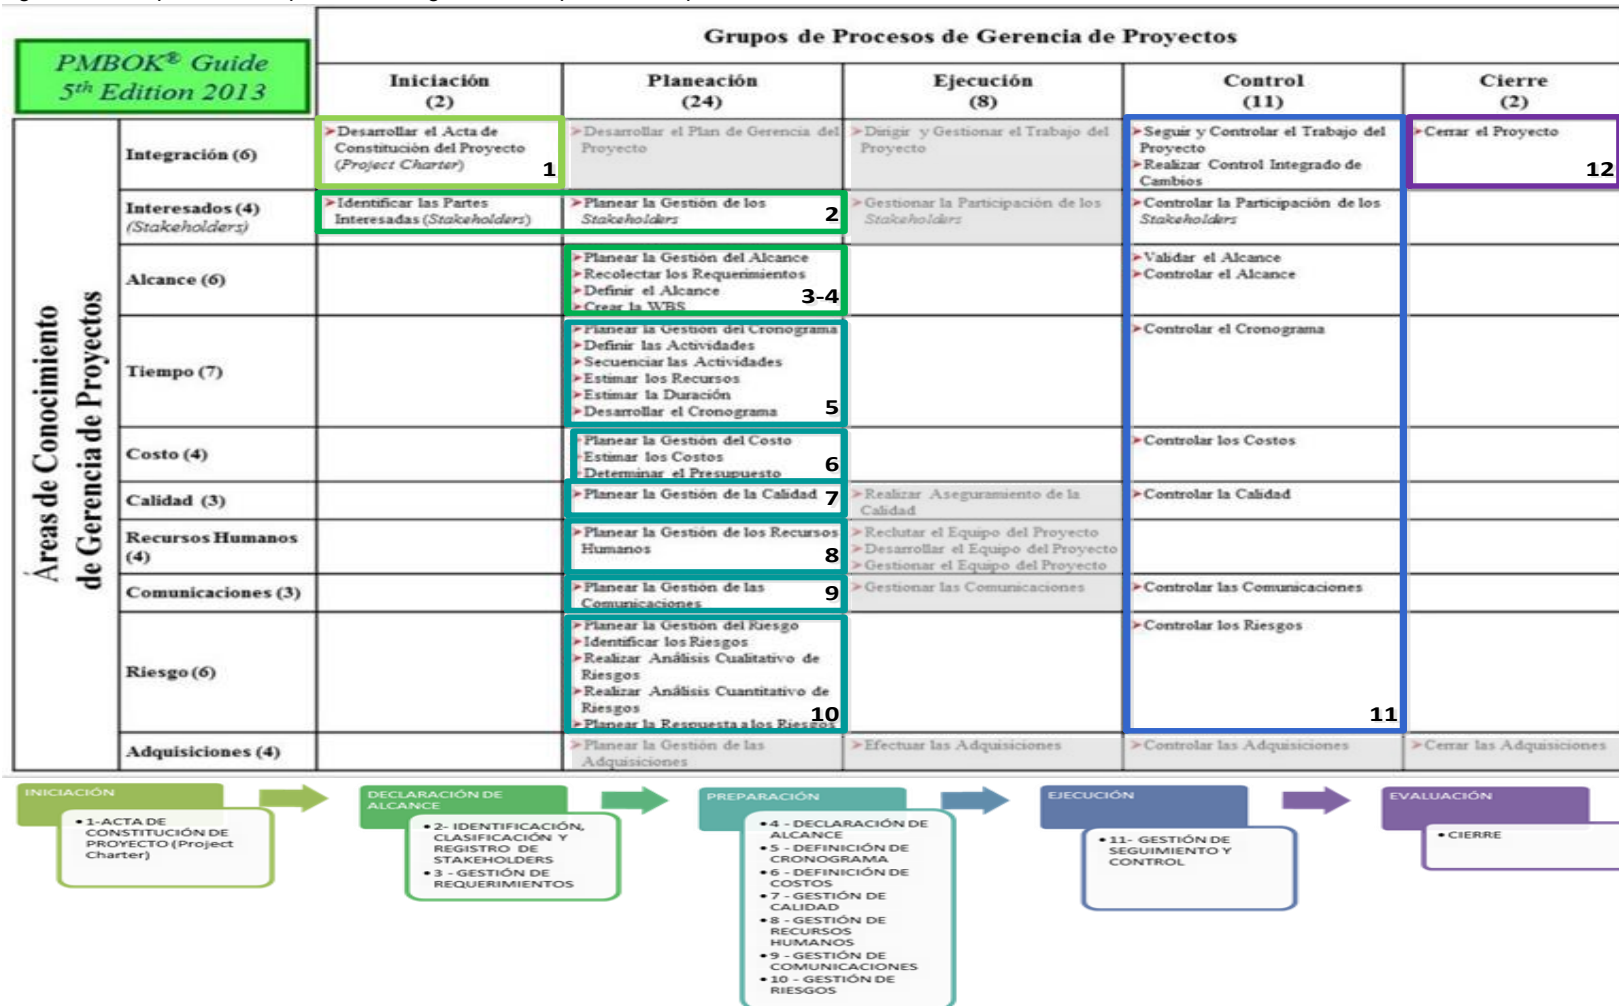 Grupos de Procesos de Gerencia de Proyectos
PMBOK® Guide
5th Edition 2013
Iniciación
(2)
Planeación
(24)
Ejecución
(8)
Control
(11)
Cierre
(2)
Áreas de Conocimiento
de Gerencia de Proyectos
Integración (6)
➢Desarrollar el Acta de
Constitución del Proyecto
(Project Charter)
1
➢Desarrollar el Plan de Gerencia del
Proyecto
➢Dirigir y Gestionar el Trabajo del
Proyecto
➢Seguir y Controlar el Trabajo del
Proyecto
➢Realizar Control Integrado de
Cambios
➢Cerrar el Proyecto
12
Interesados (4)
(Stakeholders)
➢Identificar las Partes
Interesadas (Stakeholders)
➢Planear la Gestión de los
Stakeholders
2
➢Gestionar la Participación de los
Stakeholders
➢Controlar la Participación de los
Stakeholders
Alcance (6)
➢Planear la Gestión del Alcance
➢Recolectar los Requerimientos
➢Definir el Alcance
➢Crear la WBS
3-4
➢Validar el Alcance
➢Controlar el Alcance
Tiempo (7)
➢Planear la Gestión del Cronograma
➢Definir las Actividades
➢Secuenciar las Actividades
➢Estimar los Recursos
➢Estimar la Duración
➢Desarrollar el Cronograma
5
➢Controlar el Cronograma
Costo (4)
Planear la Gestión del Costo
Estimar los Costos
Determinar el Presupuesto
6
➢Controlar los Costos
Calidad (3)
➢Planear la Gestión de la Calidad
7
➢Realizar Aseguramiento de la
Calidad
➢Controlar la Calidad
Recursos Humanos
(4)
➢Planear la Gestión de los Recursos
Humanos
8
➢Reclutar el Equipo del Proyecto
➢Desarrollar el Equipo del Proyecto
➢Gestionar el Equipo del Proyecto
Comunicaciones (3)
➢Planear la Gestión de las
Comunicaciones
9
➢Gestionar las Comunicaciones
➢Controlar las Comunicaciones
Riesgo (6)
➢Planear la Gestión del Riesgo
➢Identificar los Riesgos
➢Realizar Análisis Cualitativo de
Riesgos
➢Realizar Análisis Cuantitativo de
Riesgos
➢Planear la Respuesta a los Riesgos
10
➢Controlar los Riesgos
11
Adquisiciones (4)
➢Planear la Gestión de las
Adquisiciones
➢Efectuar las Adquisiciones
➢Controlar las Adquisiciones
➢Cerrar las Adquisiciones
INICIACIÓN
•1-ACTA DE
CONSTITUCIÓN DE
PROYECTO (Project
Charter)
DECLARACIÓN DE
ALCANCE
•2- IDENTIFICACIÓN,
CLASIFICACIÓN Y
REGISTRO DE
STAKEHOLDERS
•3 - GESTIÓN DE
REQUERIMIENTOS
PREPARACIÓN
•4 - DECLARACIÓN DE
ALCANCE
•5 - DEFINICIÓN DE
CRONOGRAMA
•6 - DEFINICIÓN DE
COSTOS
•7 - GESTIÓN DE
CALIDAD
•8 - GESTIÓN DE
RECURSOS
HUMANOS
•9 - GESTIÓN DE
COMUNICACIONES
•10 - GESTIÓN DE
RIESGOS
EJECUCIÓN
•11- GESTIÓN DE
SEGUIMIENTO Y
CONTROL
EVALUACIÓN
•CIERRE